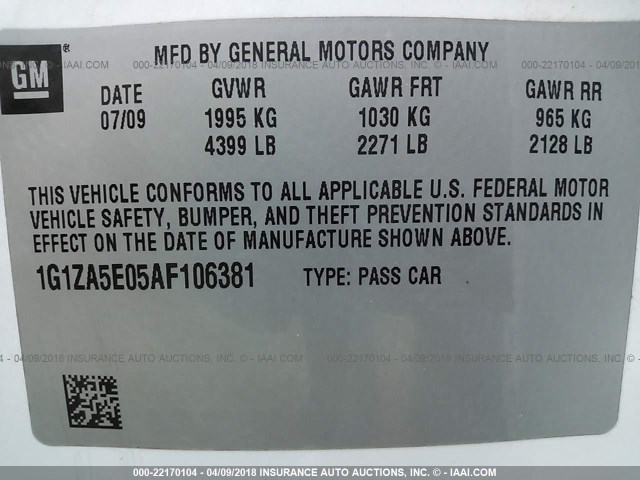 GM®
MFD BY GENERAL MOTORS COMPANY
DATE GVWR GAWR FRT GAWR RR
07/09 1995 KG 1030 KG 965 KG
4399 LB 2271 LB 2128 LB
THIS VEHICLE CONFORMS TO ALL APPLICABLE U.S. FEDERAL MOTOR
VEHICLE SAFETY, BUMPER, AND THEFT PREVENTION STANDARDS IN
EFFECT ON THE DATE OF MANUFACTURE SHOWN ABOVE.
1G1ZA5E05AF106381 TYPE: PASS CAR
000-22170104 - 04/09/2018 INSURANCE AUTO AUCTIONS, INC. © - IAAI.COM